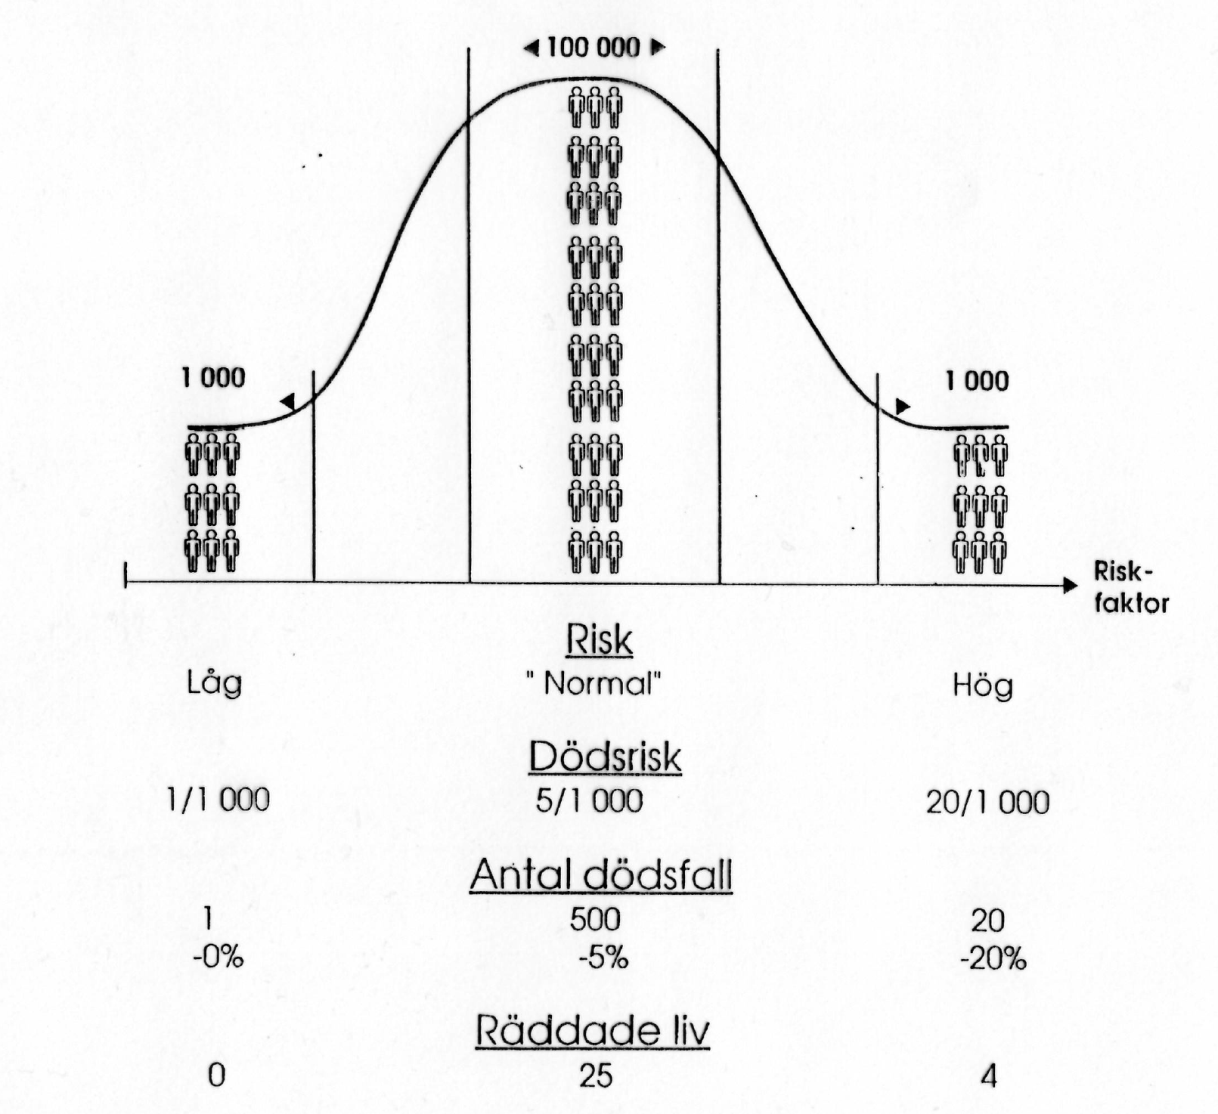 100 000
1 000
1 000
Risk-
faktor
Risk
Låg " Normal" Hög
Dödsrisk
1/1 000 5/1 000 20/1 000
Antal dödsfall
1 500 20
-0% -5% -20%
Räddade liv
0 25 4